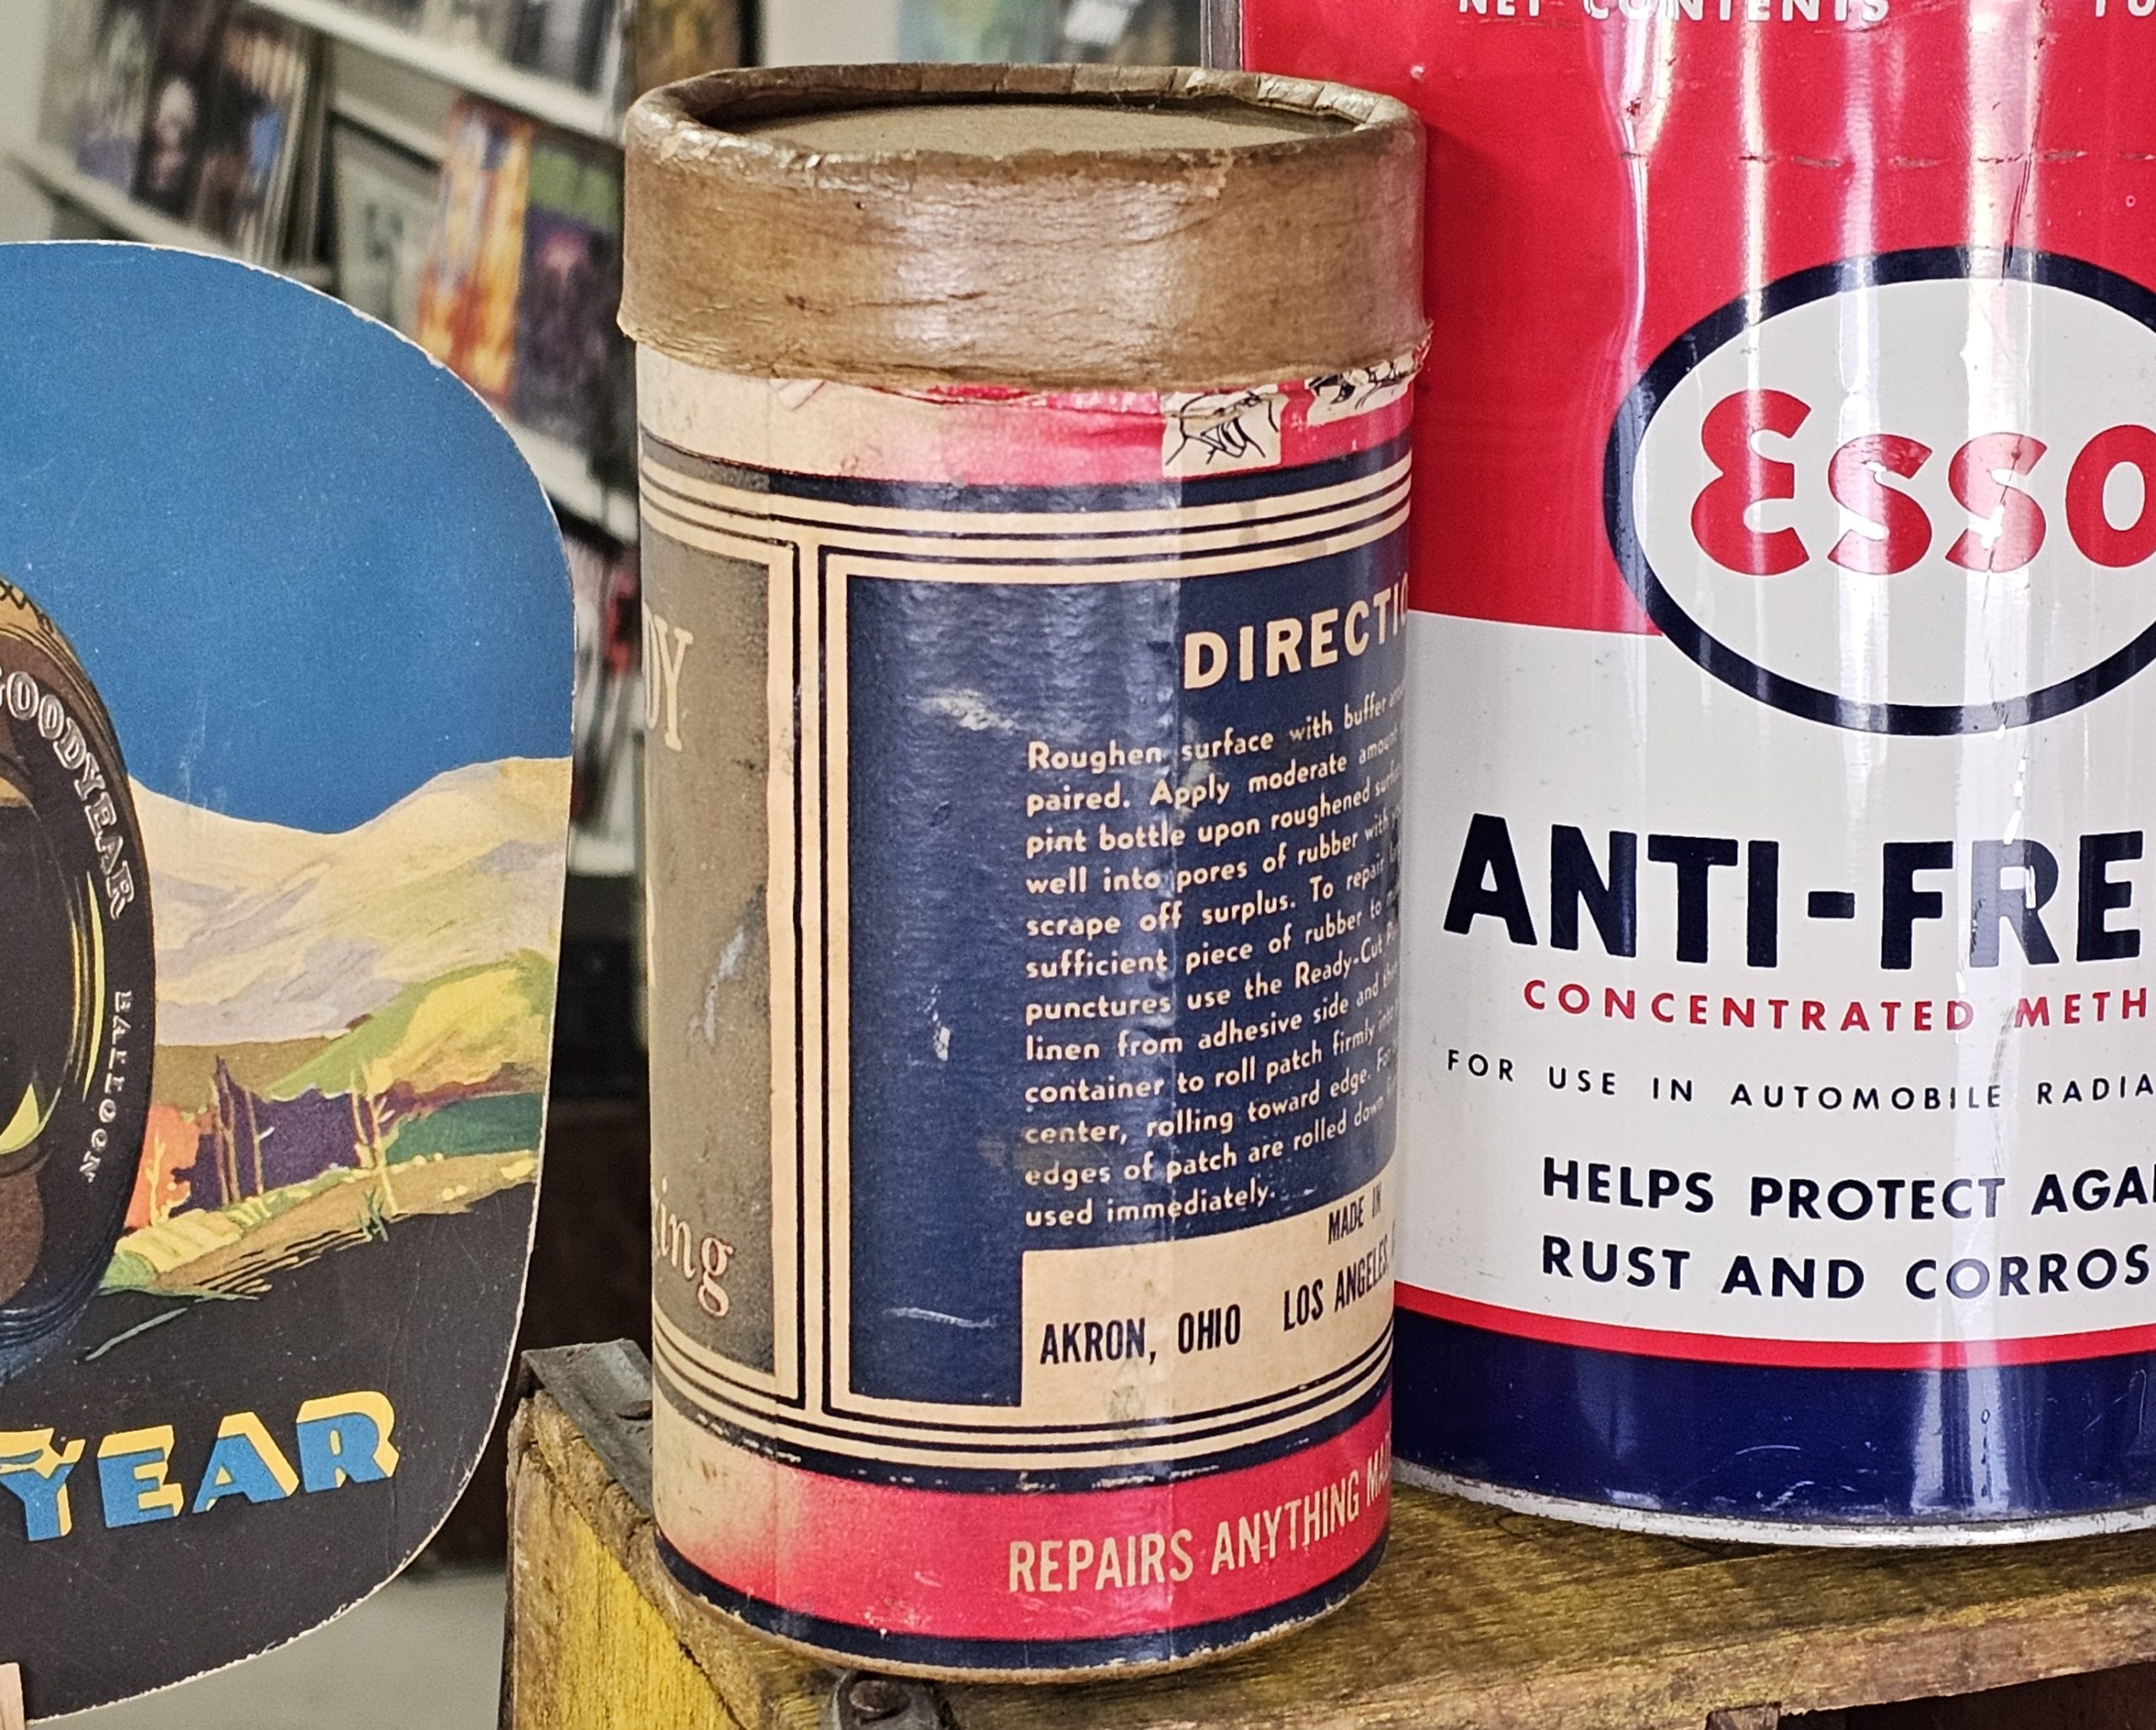 GOODYEAR
BALLOON
YEAR
DY
ing
DIRECTIO
Roughen surface with buffer
paired. Apply moderate amount
pint bottle upon roughened
well into pores of rubber with
scrape off surplus. To repair
sufficient piece of rubber to
punctures use the Ready-Cut
linen from adhesive side and
container to roll patch firmly
center, rolling toward edge.
edges of patch are rolled down
used immediately.
MADE IN
AKRON, OHIO LOS ANGELES
REPAIRS ANYTHING
NET CONTENTS
Esso
ANTI-FRE
CONCENTRATED METH
FOR USE IN AUTOMOBILE RADIA
HELPS PROTECT AGAI
RUST AND CORROS